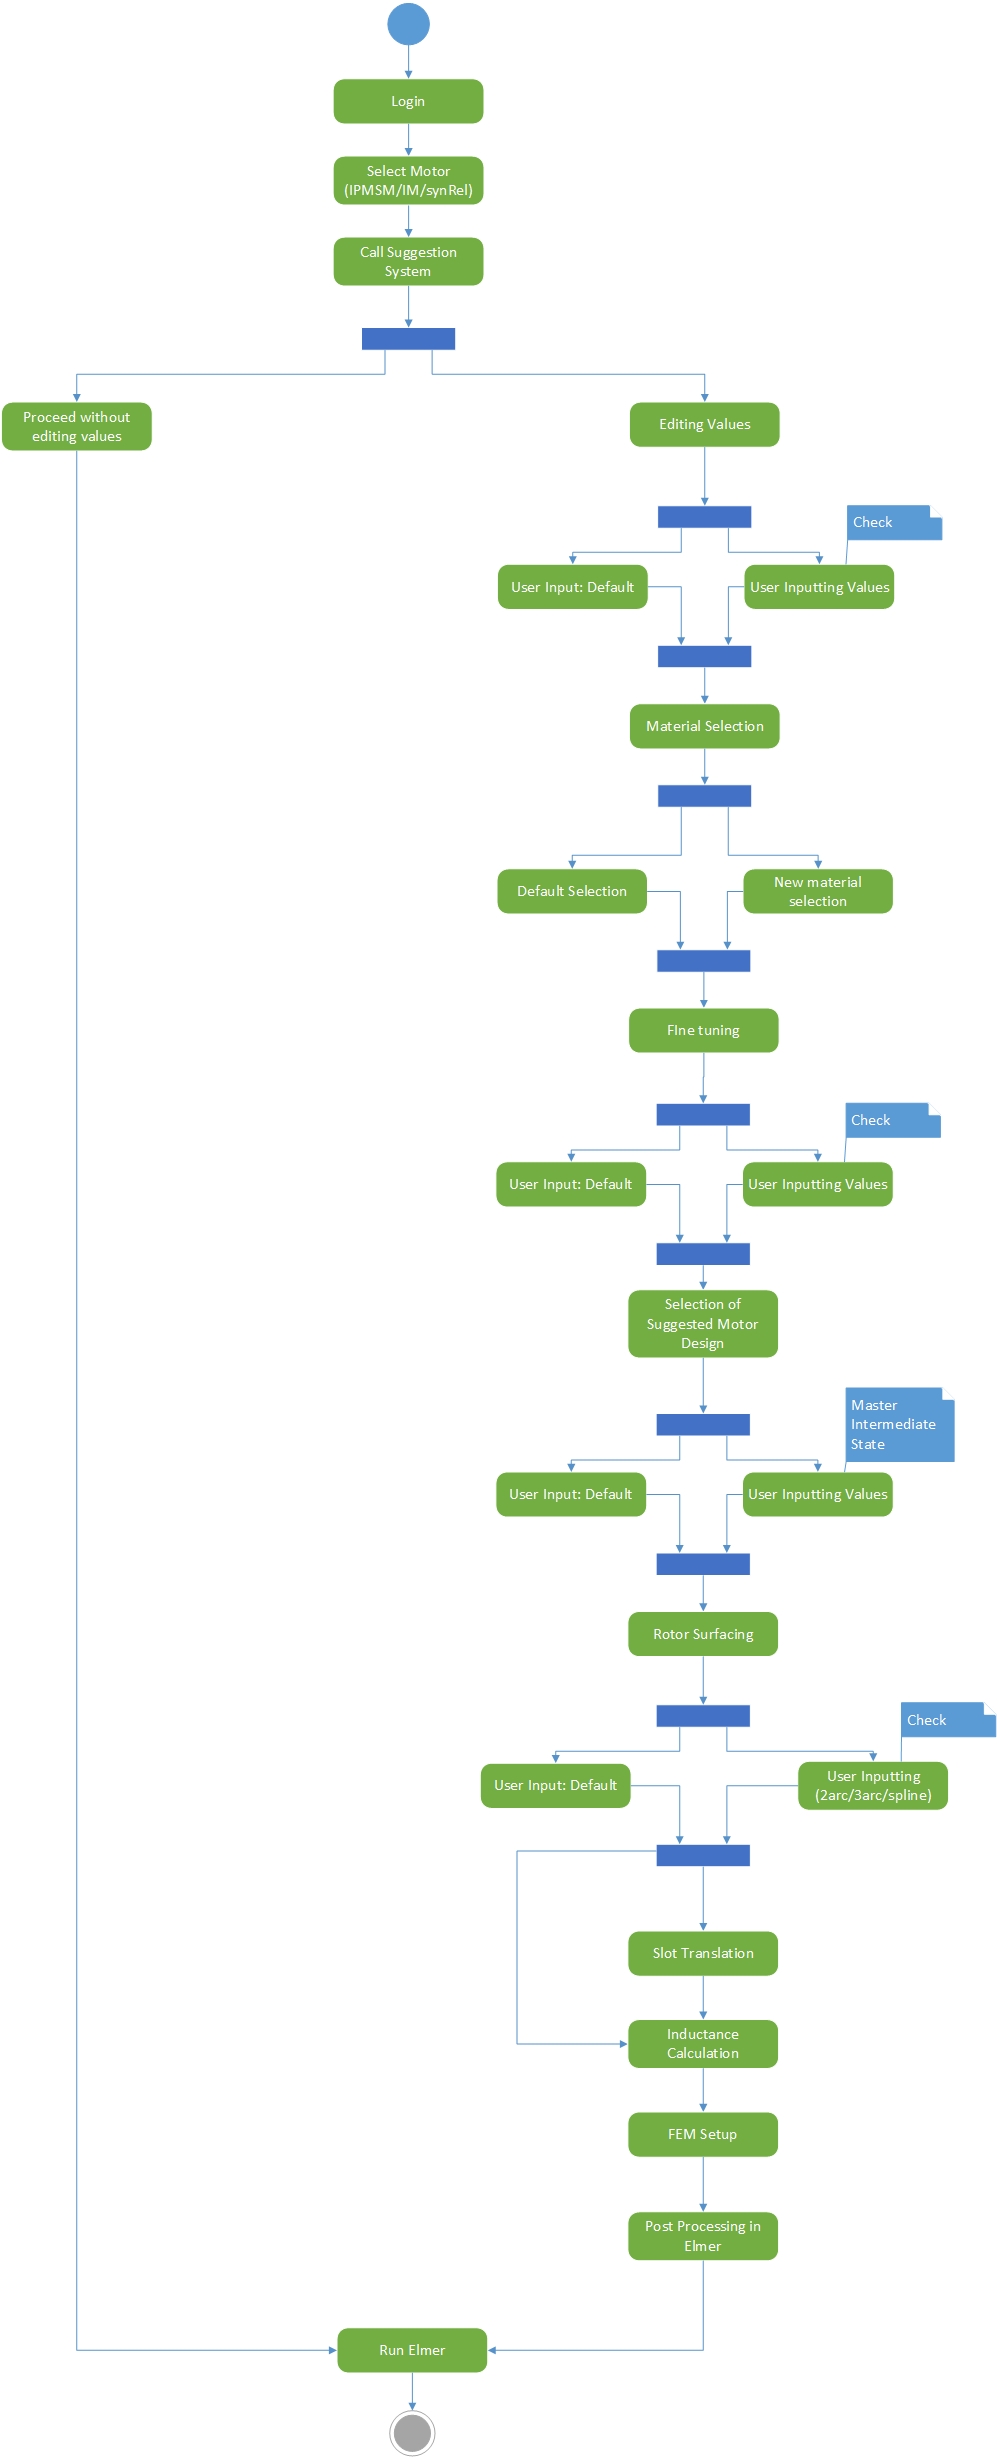 Login
Select Motor
(IPMSM/IM/synRel)
Call Suggestion
System
Proceed without
editing values
Editing Values
Check
User Input: Default
User Inputting Values
Material Selection
Default Selection
New material
selection
FIne tuning
Check
User Input: Default
User Inputting Values
Selection of
Suggested Motor
Design
Master
Intermediate
State
User Input: Default
User Inputting Values
Rotor Surfacing
Check
User Input: Default
User Inputting
(2arc/3arc/spline)
Slot Translation
Inductance
Calculation
FEM Setup
Post Processing in
Elmer
Run Elmer